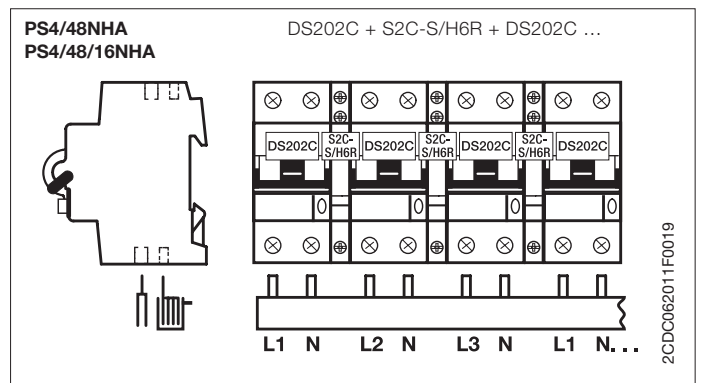 PS4/48NHA
PS4/48/16NHA
DS202C + S2C-S/H6R + DS202C ...
DS202C S2C-S/H6R DS202C S2C-S/H6R DS202C S2C-S/H6R DS202C
L1 N L2 N L3 N L1 N...
2CDC062011F0019